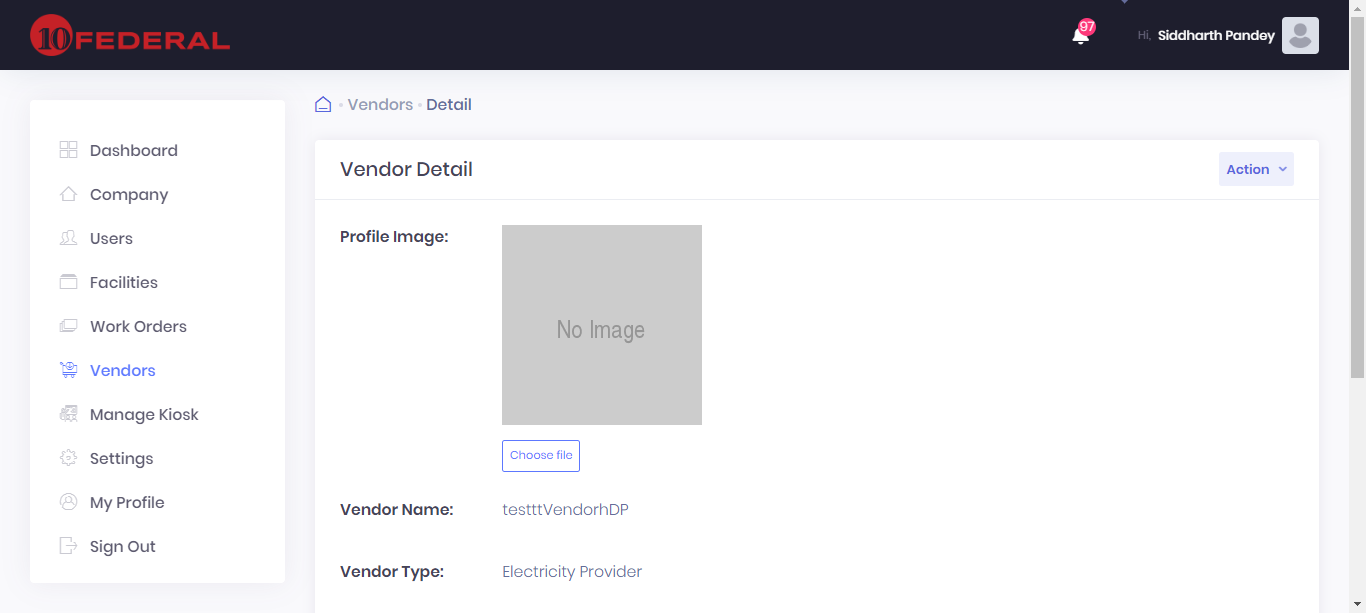 10 FEDERAL
97
Hi, Siddharth Pandey
Vendors Detail
Dashboard
Company
Users
Facilities
Work Orders
Vendors
Manage Kiosk
Settings
My Profile
Sign Out
Vendor Detail
Action
Profile Image:
No Image
Choose file
Vendor Name: testttVendorhDP
Vendor Type: Electricity Provider